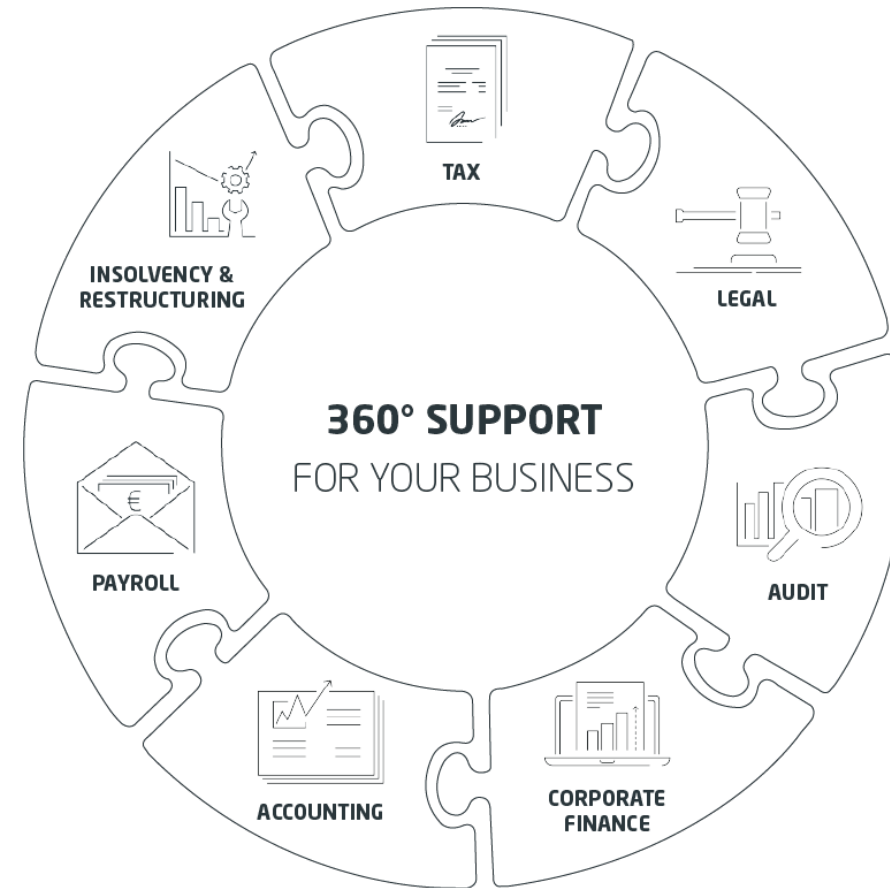 TAX
LEGAL
INSOLVENCY &
RESTRUCTURING
360° SUPPORT
FOR YOUR BUSINESS
€
PAYROLL
AUDIT
ACCOUNTING
CORPORATE
FINANCE